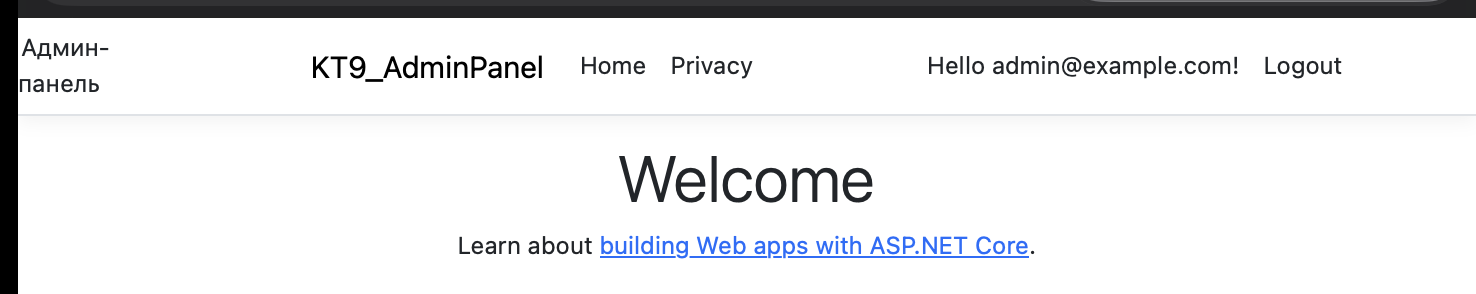 Админ-
панель
KT9_AdminPanel Home Privacy Hello admin@example.com! Logout
Welcome
Learn about building Web apps with ASP.NET Core.